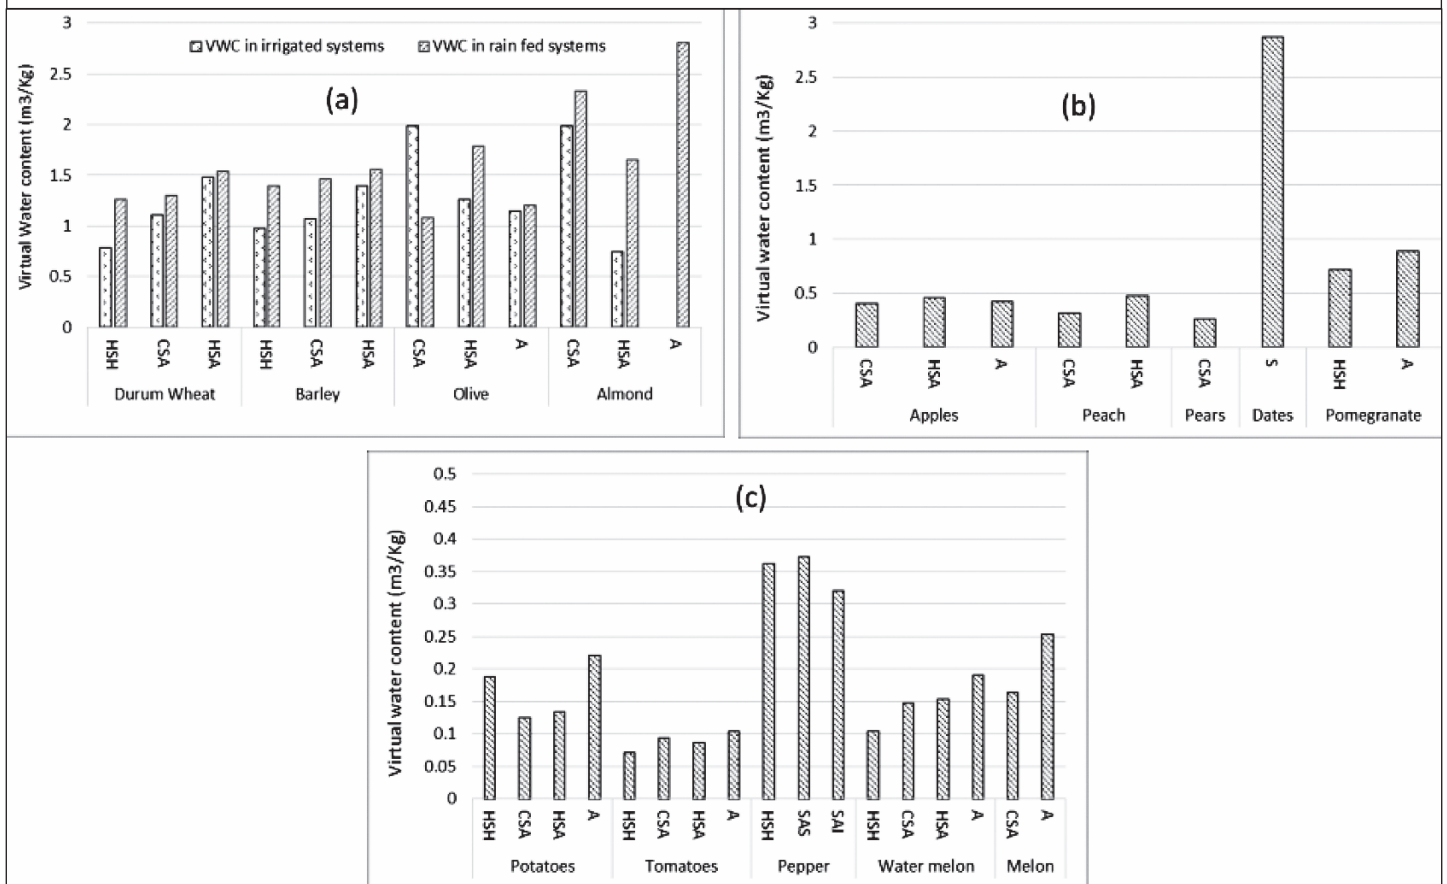 3
2.5
2
1.5
1
0.5
0
Virtual Water content (m3/Kg)
VWC in irrigated systems
VWC in rain fed systems
(a)
HSH CSA HSA HSH CSA HSA CSA HSA A CSA HSA A
Durum Wheat Barley Olive Almond
3
2.5
2
1.5
1
0.5
0
Virtual water content (m3/Kg)
(b)
CSA HSA A CSA HSA CSA S HSH A
Apples Peach Pears Dates Pomegranate
0.5
0.45
0.4
0.35
0.3
0.25
0.2
0.15
0.1
0.05
0
Virtual water content (m3/Kg)
(c)
HSH CSA HSA A HSH CSA HSA A HSH SAS SAI HSH CSA HSA A CSA A
Potatoes Tomatoes Pepper Water melon Melon